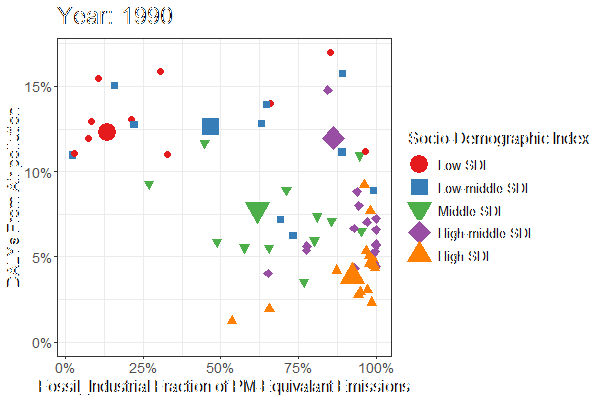 Year: 1990
DALYs From Air pollution
15%
10%
5%
0%
0%
25%
50%
75%
100%
Fossil_Industrial Fraction of PM-Equivalant Emissions
Socio-Demographic Index
Low SDI
Low-middle SDI
Middle SDI
High-middle SDI
High SDI